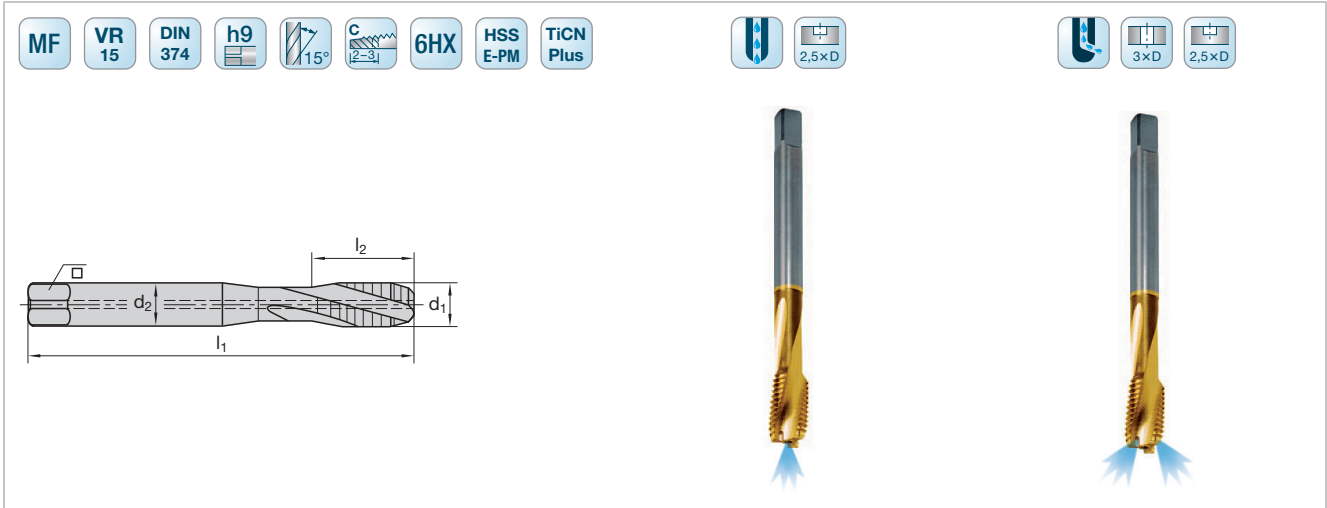 MF
VR
15
DIN
374
h9
15°
C
2–3
6HX
HSS
E-PM
TiCN
Plus
2,5×D
3×D
2,5×D
l₂
d₂
d₁
l₁